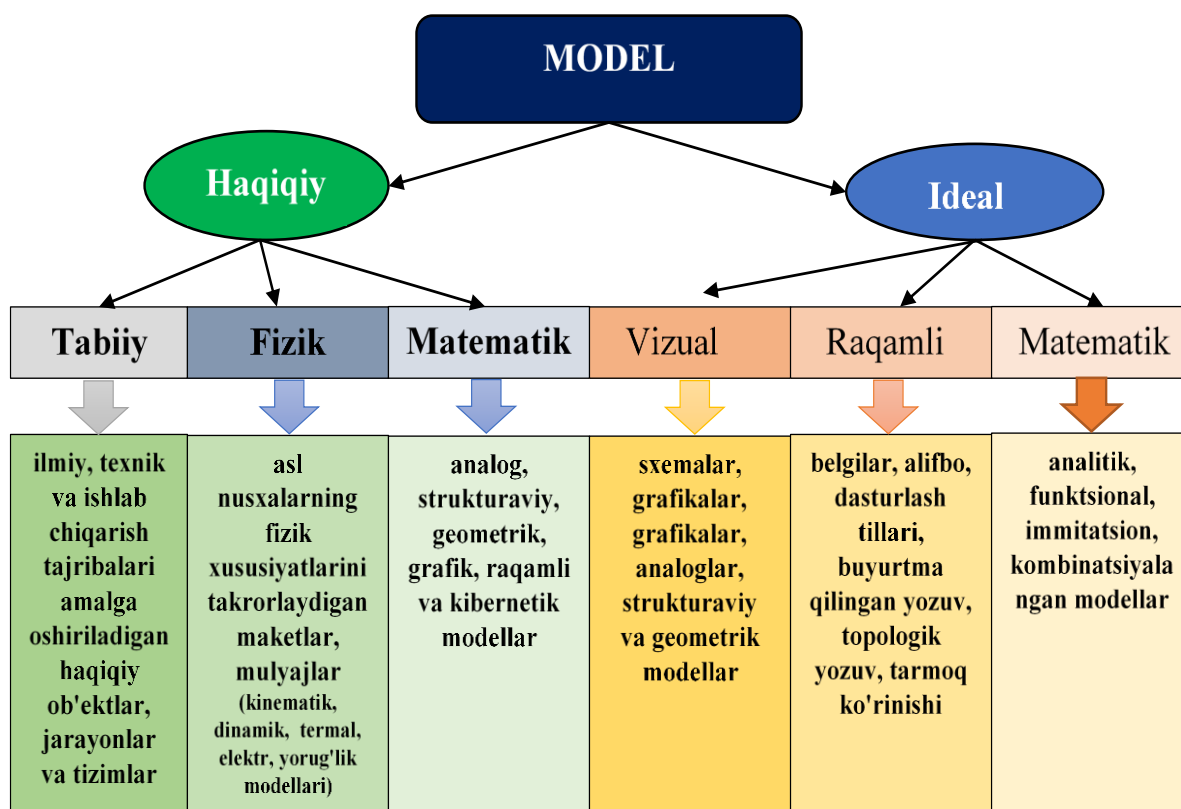 MODEL
Haqiqiy
Ideal
Tabiiy
Fizik
Matematik
Vizual
Raqamli
Matematik
ilmiy, texnik
va ishlab
chiqarish
tajribalari
amalga
oshiriladigan
haqiqiy
ob'ektlar,
jarayonlar
va tizimlar
asl
nusxalarning
fizik
xususiyatlarini
takrorlaydigan
maketlar,
mulyajlar
(kinematik,
dinamik, termal,
elektr, yorug'lik
modellari)
analog,
strukturaviy,
geometrik,
grafik, raqamli
va kibernetik
modellar
sxemalar,
grafikalar,
grafikalar,
analoglar,
strukturaviy
va geometrik
modellar
belgilar, alifbo,
dasturlash
tillari,
buyurtma
qilingan yozuv,
topologik
yozuv, tarmoq
ko'rinishi
analitik,
funktsional,
immitatsion,
kombinatsiyala
ngan modellar